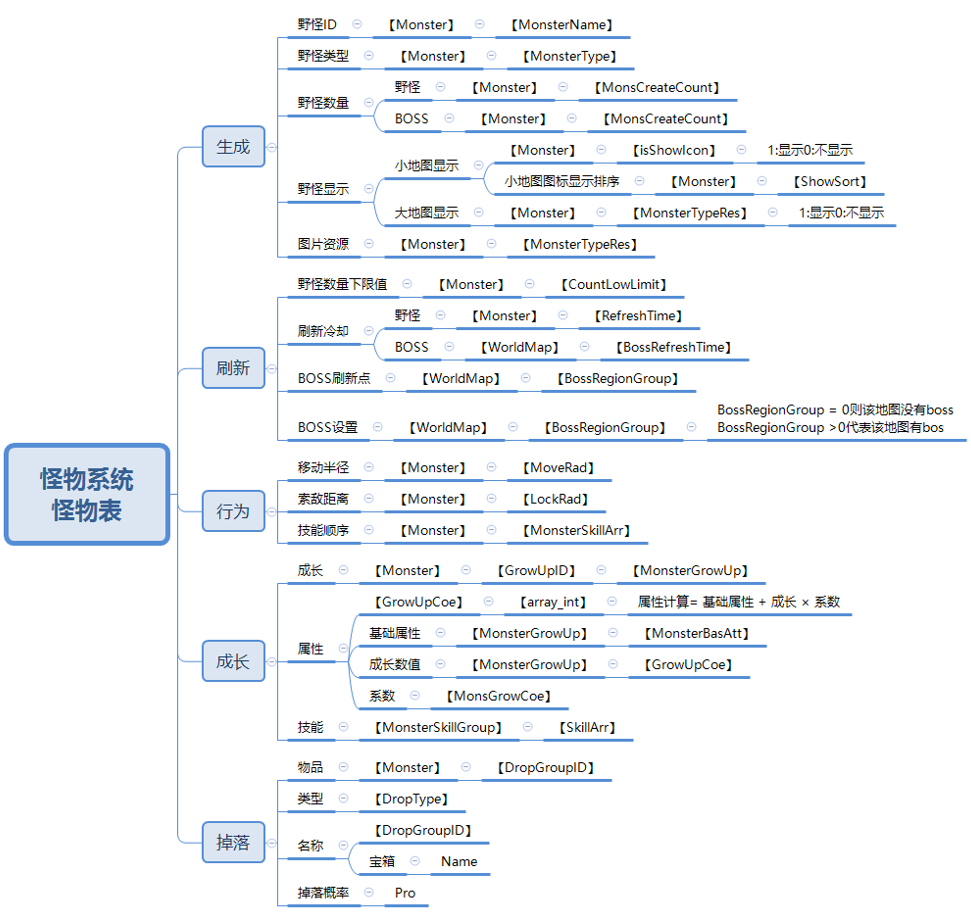 怪物系统
怪物表
生成
野怪ID 【Monster】 【MonsterName】
野怪类型 【Monster】 【MonsterType】
野怪数量
野怪 【Monster】 【MonsCreateCount】
BOSS 【Monster】 【MonsCreateCount】
野怪显示
小地图显示
【Monster】 【isShowIcon】 1:显示0:不显示
小地图图标显示排序 【Monster】 【ShowSort】
大地图显示 【Monster】 【MonsterTypeRes】 1:显示0:不显示
图片资源 【Monster】 【MonsterTypeRes】
刷新
野怪数量下限值 【Monster】 【CountLowLimit】
刷新冷却
野怪 【Monster】 【RefreshTime】
BOSS 【WorldMap】 【BossRefreshTime】
BOSS刷新点 【WorldMap】 【BossRegionGroup】
BOSS设置 【WorldMap】 【BossRegionGroup】
BossRegionGroup = 0则该地图没有boss
BossRegionGroup >0代表该地图有bos
行为
移动半径 【Monster】 【MoveRad】
索敌距离 【Monster】 【LockRad】
技能顺序 【Monster】 【MonsterSkillArr】
成长
成长 【Monster】 【GrowUpID】 【MonsterGrowUp】
属性
【GrowUpCoe】 【array_int】 属性计算= 基础属性 + 成长 × 系数
基础属性 【MonsterGrowUp】 【MonsterBasAtt】
成长数值 【MonsterGrowUp】 【GrowUpCoe】
系数 【MonsGrowCoe】
技能 【MonsterSkillGroup】 【SkillArr】
掉落
物品 【Monster】 【DropGroupID】
类型 【DropType】
名称
【DropGroupID】
宝箱 Name
掉落概率 Pro